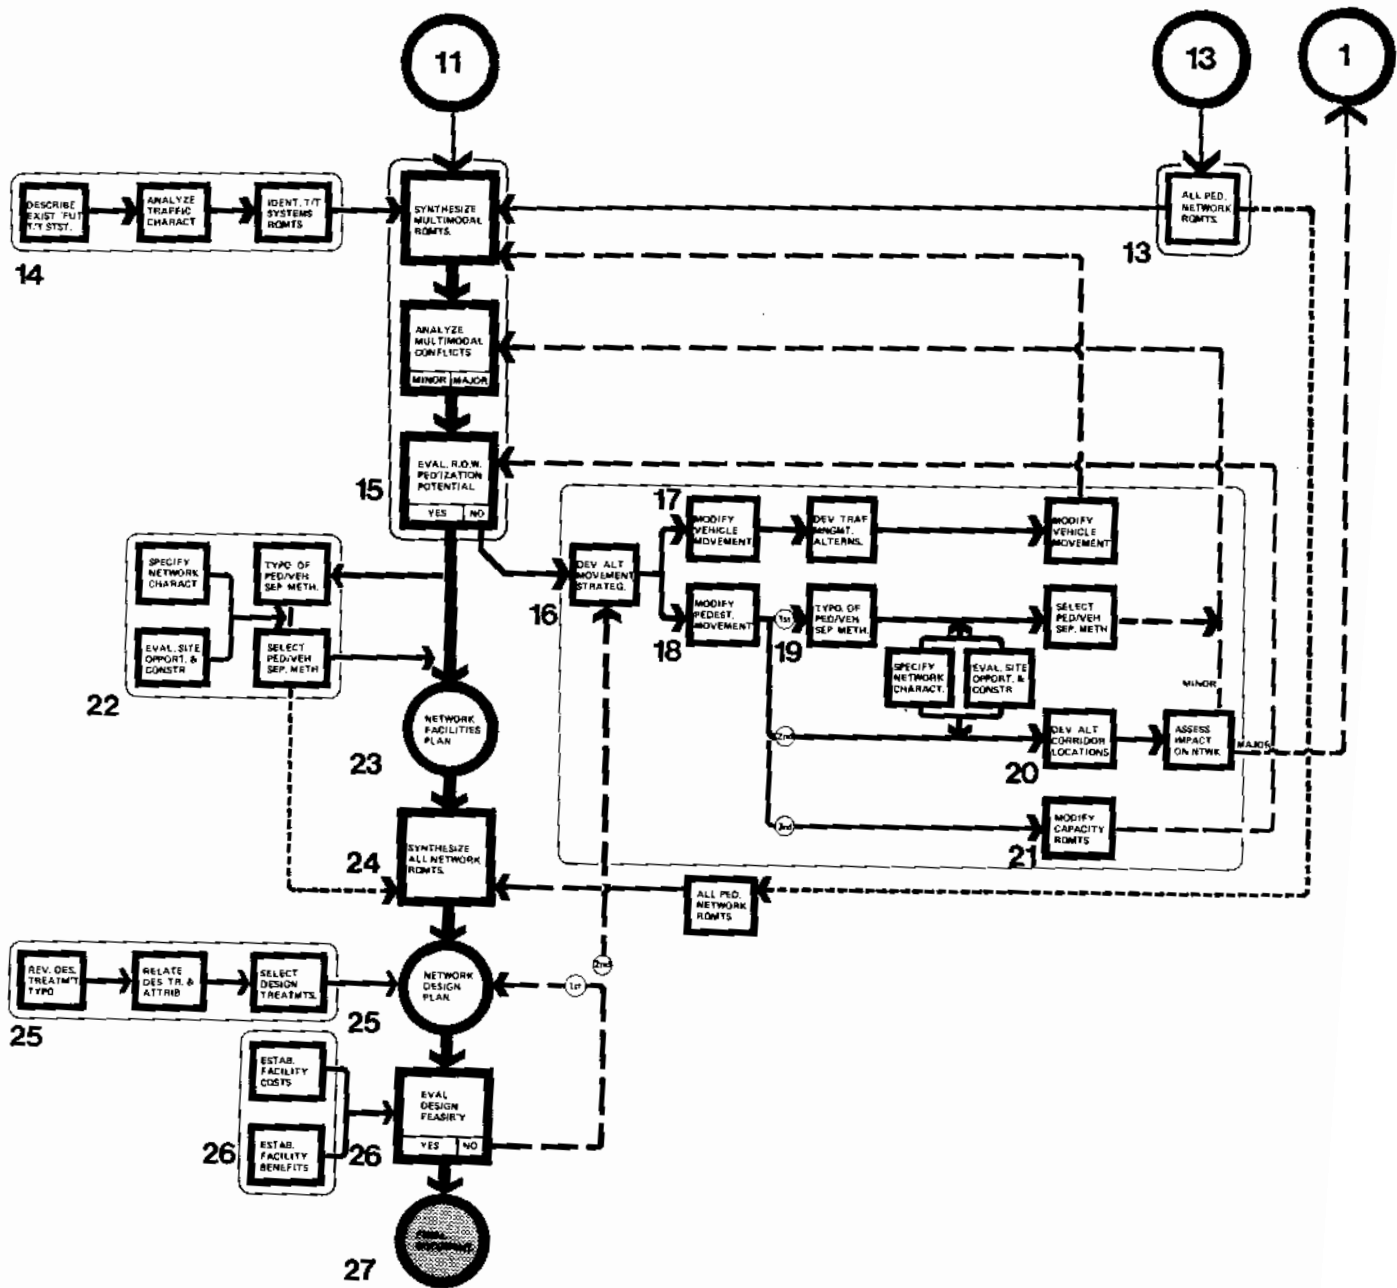 11
13
1
DESCRIBE
EXIST/FUT
T/T SYST.
ANALYZE
TRAFFIC
CHARACT
IDENT. T/T
SYSTEMS
RQMTS
14
SYNTHESIZE
MULTIMODAL
RQMTS.
ALL PED.
NETWORK
RQMTS.
13
ANALYZE
MULTIMODAL
CONFLICTS
MINOR MAJOR
EVAL. R.O.W.
PED'IZATION
POTENTIAL
YES NO
15
SPECIFY
NETWORK
CHARACT
TYPO. OF
PED/VEH
SEP. METH.
EVAL. SITE
OPPORT. &
CONSTR
SELECT
PED/VEH
SEP. METH
22
DEV. ALT
MOVEMENT
STRATEG.
16
17
MODIFY
VEHICLE
MOVEMENT
DEV. TRAF
MNGMT.
ALTERNS.
MODIFY
VEHICLE
MOVEMENT
MODIFY
PEDEST.
MOVEMENT
18
1st
TYPO. OF
PED/VEH
SEP. METH.
19
SELECT
PED/VEH
SEP. METH
SPECIFY
NETWORK
CHARACT.
EVAL. SITE
OPPORT. &
CONSTR
2nd
DEV. ALT
CORRIDOR
LOCATIONS
20
ASSESS
IMPACT
ON NTWK.
MINOR
MAJOR
MODIFY
CAPACITY
RQMTS
21
NETWORK
FACILITIES
PLAN
23
SYNTHESIZE
ALL NETWORK
RQMTS.
24
ALL PED.
NETWORK
RQMTS
REV. DES.
TREATM'T.
TYPO
RELATE
DES TR. &
ATTRIB
SELECT
DESIGN
TREATMTS.
25
NETWORK
DESIGN
PLAN
25
1st
2nd
ESTAB.
FACILITY
COSTS
ESTAB.
FACILITY
BENEFITS
26
EVAL
DESIGN
FEASIB'Y
YES NO
26
27